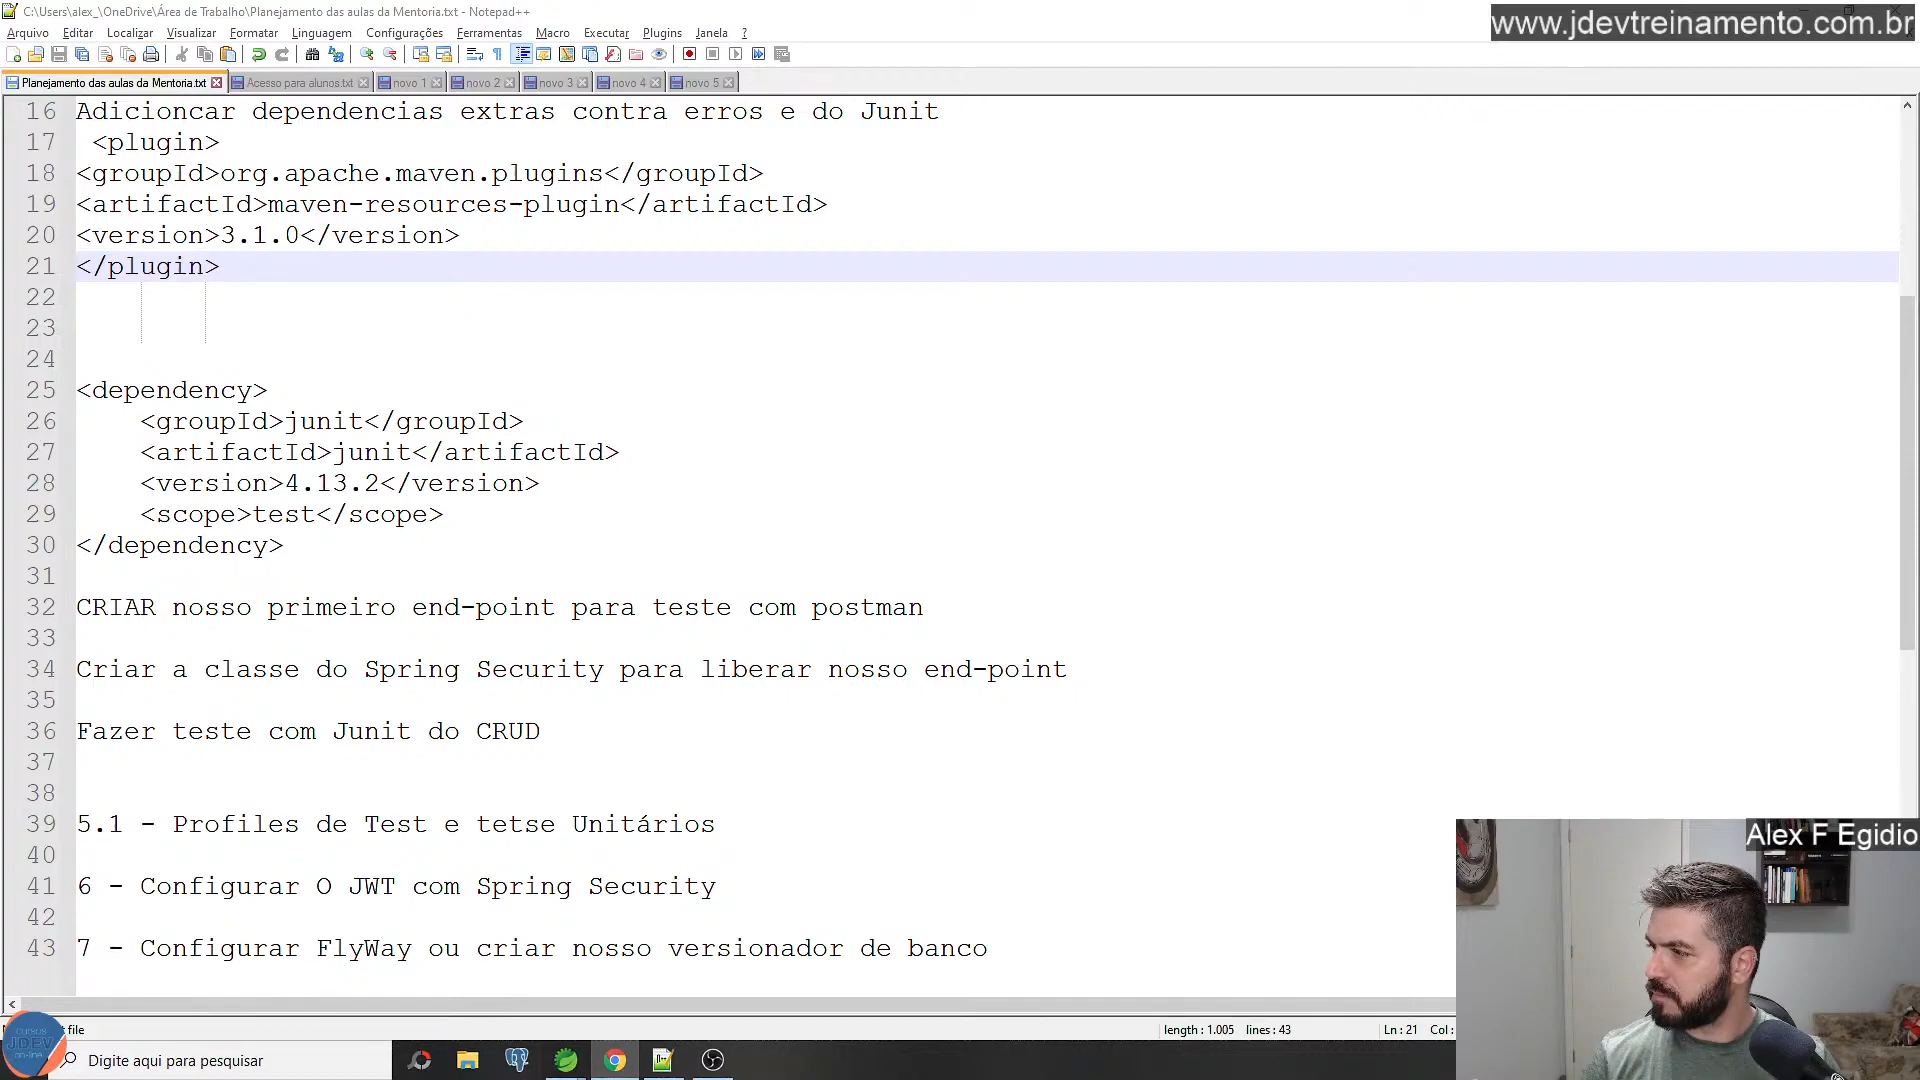 C:\Users\alex_\OneDrive\Área de Trabalho\Planejamento das aulas da Mentoria.txt - Notepad++
www.jdevtreinamento.com.br
Arquivo Editar Localizar Visualizar Formatar Linguagem Configurações Ferramentas Macro Executar Plugins Janela ?
Planejamento das aulas da Mentoria.txt Acesso para alunos.txt novo 1 novo 2 novo 3 novo 4 novo 5
16 Adicioncar dependencias extras contra erros e do Junit
17 <plugin>
18 <groupId>org.apache.maven.plugins</groupId>
19 <artifactId>maven-resources-plugin</artifactId>
20 <version>3.1.0</version>
21 </plugin>
22
23
24
25 <dependency>
26 <groupId>junit</groupId>
27 <artifactId>junit</artifactId>
28 <version>4.13.2</version>
29 <scope>test</scope>
30 </dependency>
31
32 CRIAR nosso primeiro end-point para teste com postman
33
34 Criar a classe do Spring Security para liberar nosso end-point
35
36 Fazer teste com Junit do CRUD
37
38
39 5.1 - Profiles de Test e tetse Unitários
40
41 6 - Configurar O JWT com Spring Security
42
43 7 - Configurar FlyWay ou criar nosso versionador de banco
Alex F Egidio
file length : 1.005 lines : 43 Ln : 21 Col :
cursos
JDEV
on-line
Digite aqui para pesquisar